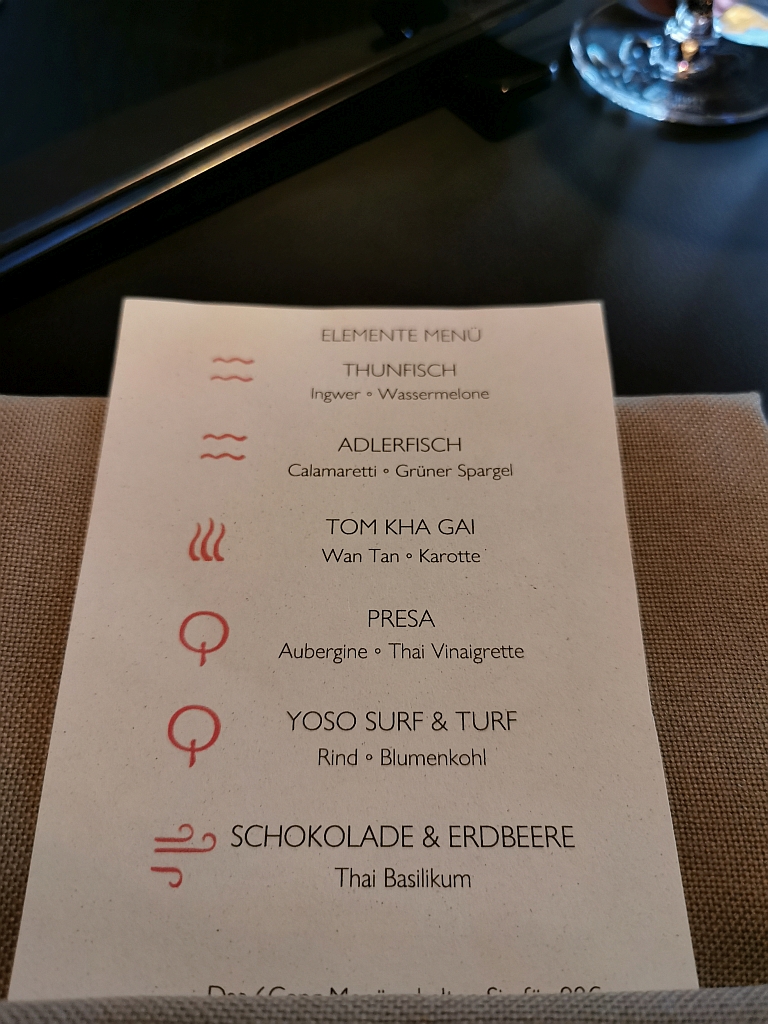 ELEMENTE MENÜ
THUNFISCH
Ingwer ° Wassermelone
ADLERFISCH
Calamaretti ° Grüner Spargel
TOM KHA GAI
Wan Tan ° Karotte
PRESA
Aubergine ° Thai Vinaigrette
YOSO SURF & TURF
Rind ° Blumenkohl
SCHOKOLADE & ERDBEERE
Thai Basilikum